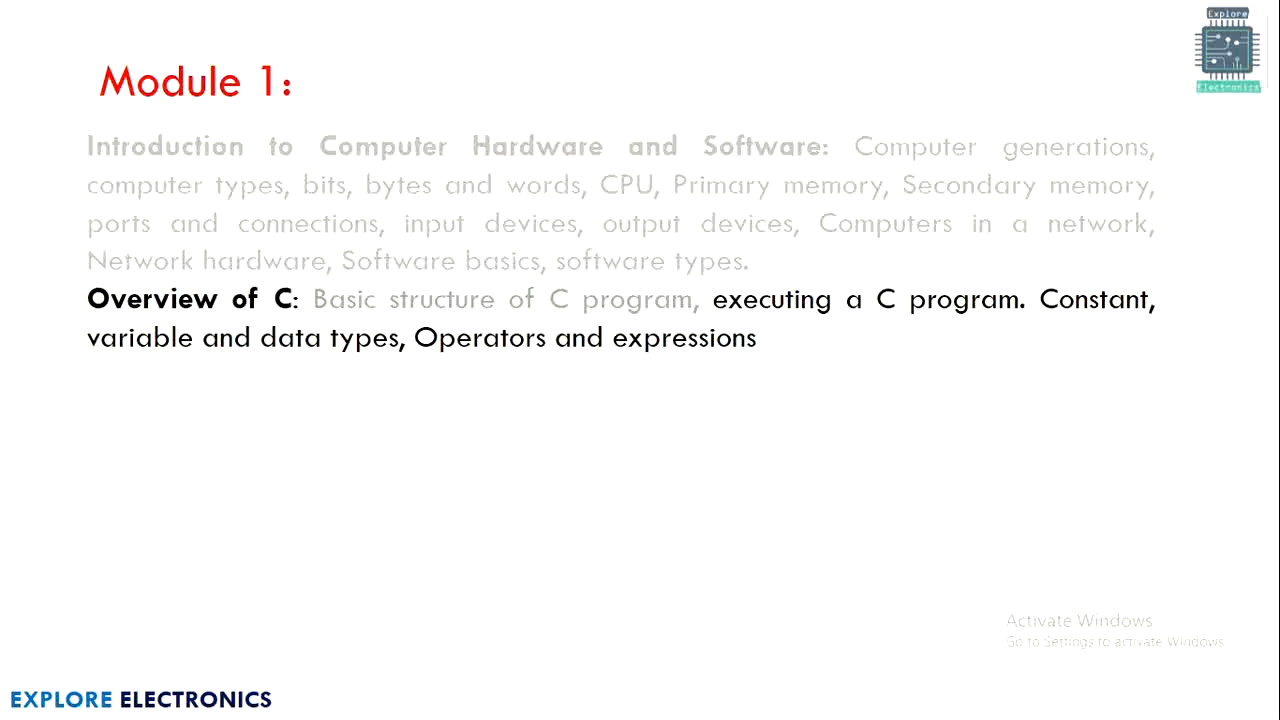 Explore
Electronics
Module 1:
Introduction to Computer Hardware and Software: Computer generations,
computer types, bits, bytes and words, CPU, Primary memory, Secondary memory,
ports and connections, input devices, output devices, Computers in a network,
Network hardware, Software basics, software types.
Overview of C: Basic structure of C program, executing a C program. Constant,
variable and data types, Operators and expressions
Activate Windows
Go to Settings to activate Windows
EXPLORE ELECTRONICS